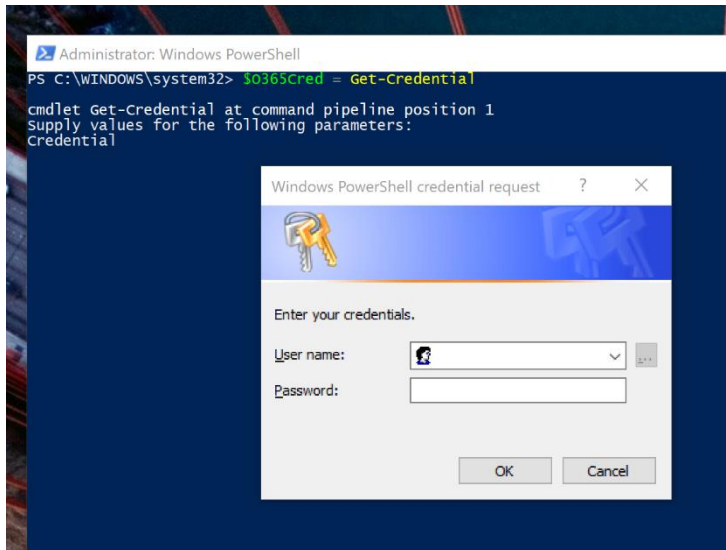 Administrator: Windows PowerShell
PS C:\WINDOWS\system32> $O365Cred = Get-Credential
cmdlet Get-Credential at command pipeline position 1
Supply values for the following parameters:
Credential
Windows PowerShell credential request ?
Enter your credentials.
User name:
...
Password:
OK Cancel